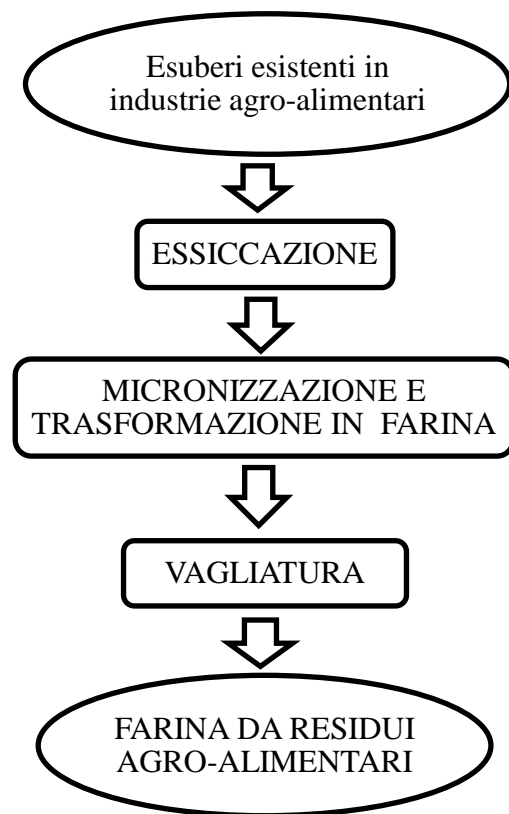 Esuberi esistenti in
industrie agro-alimentari
ESSICCAZIONE
MICRONIZZAZIONE E
TRASFORMAZIONE IN FARINA
VAGLIATURA
FARINA DA RESIDUI
AGRO-ALIMENTARI